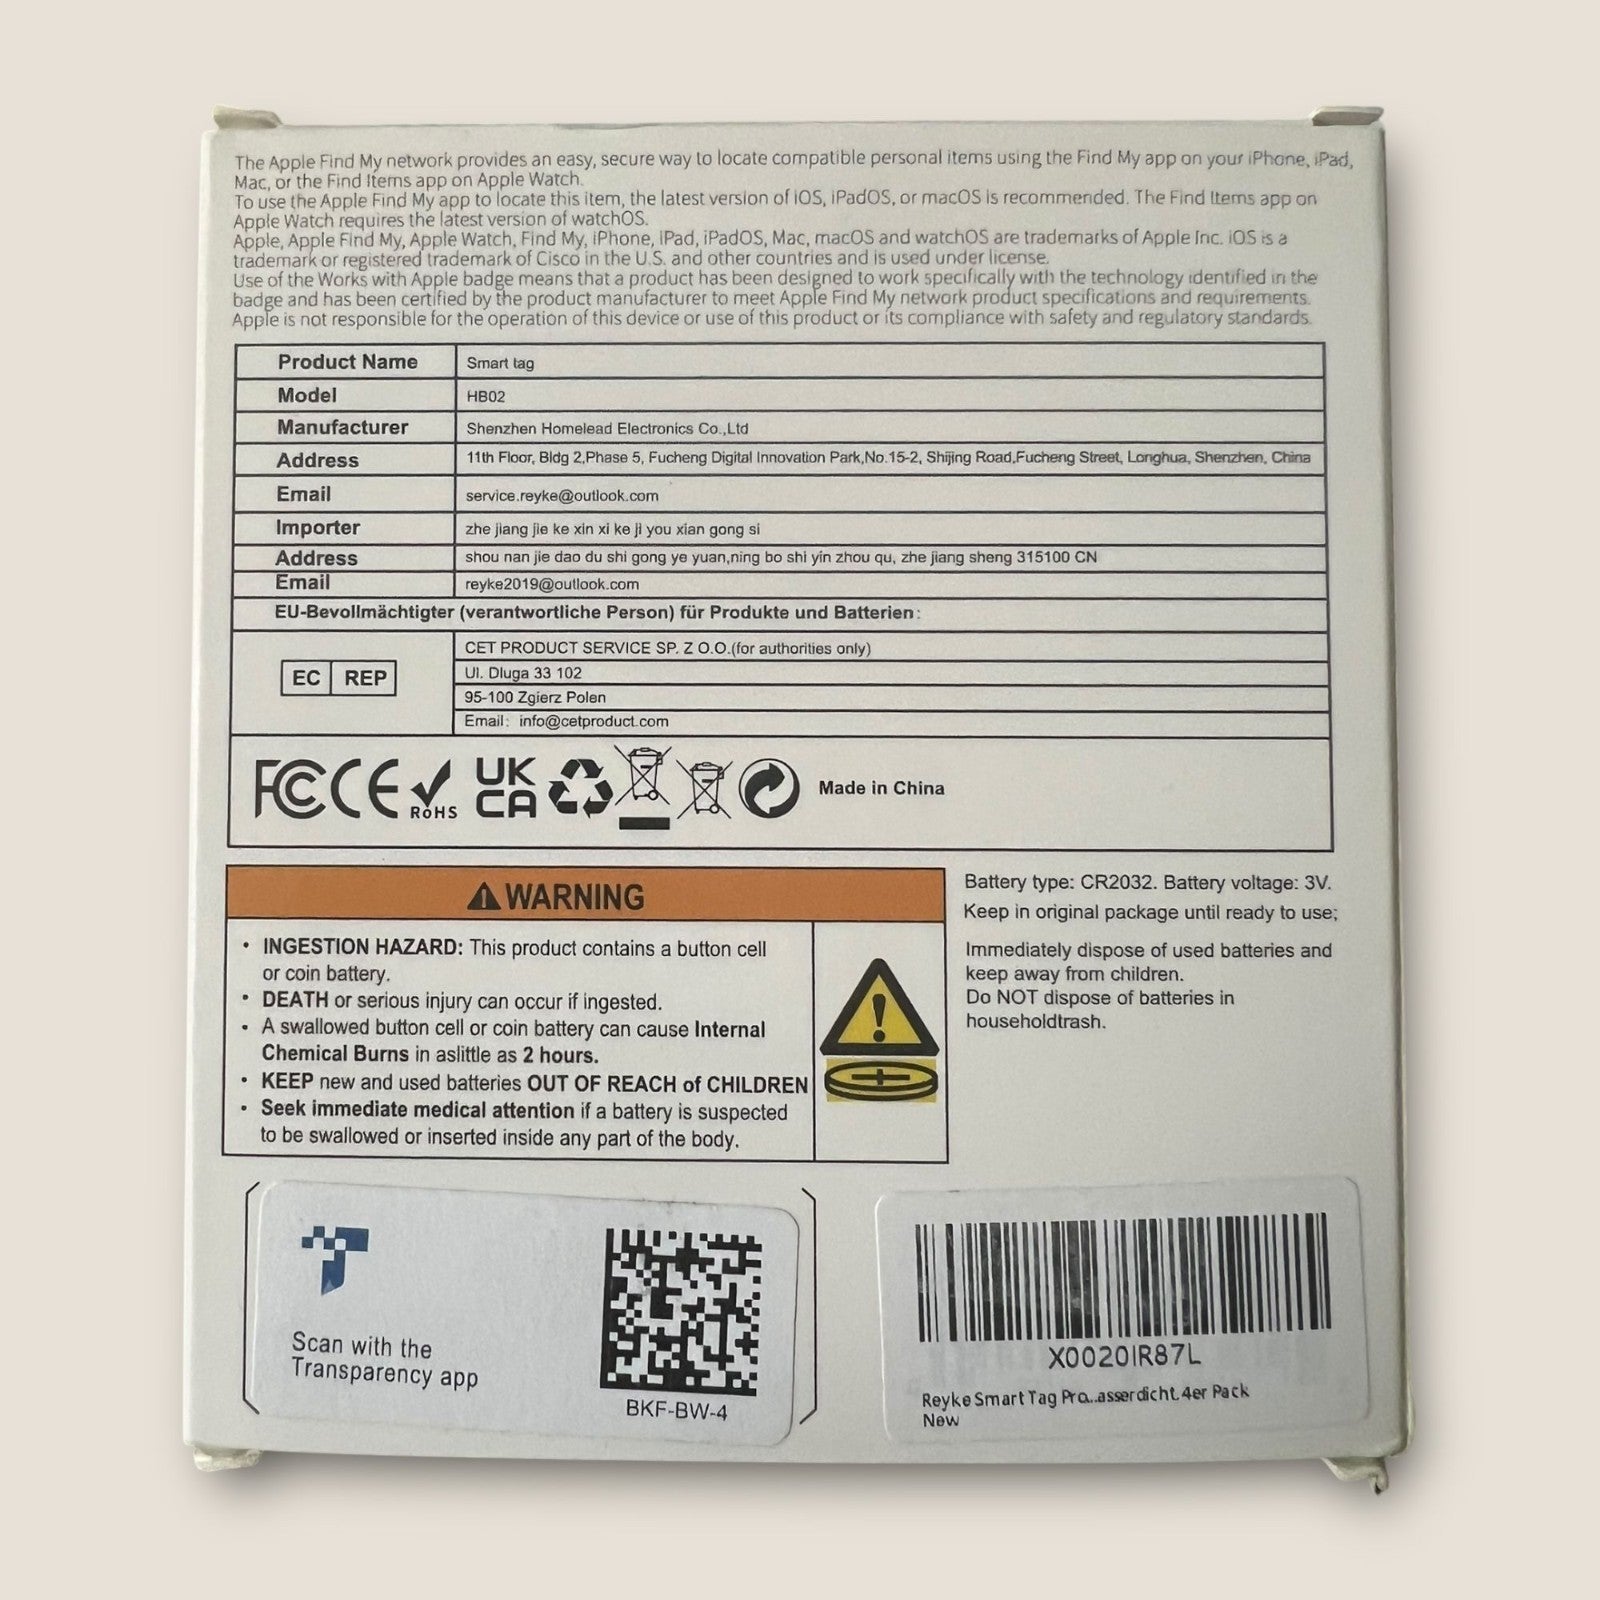 The Apple Find My network provides an easy, secure way to locate compatible personal items using the Find My app on your iPhone, iPad,
Mac, or the Find Items app on Apple Watch.
To use the Apple Find My app to locate this item, the latest version of iOS, iPadOS, or macOS is recommended. The Find Items app on
Apple Watch requires the latest version of watchOS.
Apple, Apple Find My, Apple Watch, Find My, iPhone, iPad, iPadOS, Mac, macOS and watchOS are trademarks of Apple Inc. iOS is a
trademark or registered trademark of Cisco in the U.S. and other countries and is used under license.
Use of the Works with Apple badge means that a product has been designed to work specifically with the technology identified in the
badge and has been certified by the product manufacturer to meet Apple Find My network product specifications and requirements.
Apple is not responsible for the operation of this device or use of this product or its compliance with safety and regulatory standards.
Product Name Smart tag
Model HB02
Manufacturer Shenzhen Homelead Electronics Co.,Ltd
Address 11th Floor, Bldg 2,Phase 5, Fucheng Digital Innovation Park,No.15-2, Shijing Road,Fucheng Street, Longhua, Shenzhen, China
Email service.reyke@outlook.com
Importer zhe jiang jie ke xin xi ke ji you xian gong si
Address shou nan jie dao du shi gong ye yuan,ning bo shi yin zhou qu, zhe jiang sheng 315100 CN
Email reyke2019@outlook.com
EU-Bevollmächtigter (verantwortliche Person) für Produkte und Batterien:
EC REP
CET PRODUCT SERVICE SP. Z O.O.(for authorities only)
Ul. Dluga 33 102
95-100 Zgierz Polen
Email: info@cetproduct.com
FC CE RoHS UK CA Made in China
WARNING
• INGESTION HAZARD: This product contains a button cell
or coin battery.
• DEATH or serious injury can occur if ingested.
• A swallowed button cell or coin battery can cause Internal
Chemical Burns in aslittle as 2 hours.
• KEEP new and used batteries OUT OF REACH of CHILDREN
• Seek immediate medical attention if a battery is suspected
to be swallowed or inserted inside any part of the body.
Battery type: CR2032. Battery voltage: 3V.
Keep in original package until ready to use;
Immediately dispose of used batteries and
keep away from children.
Do NOT dispose of batteries in
householdtrash.
Scan with the
Transparency app
BKF-BW-4
X0020IR87L
Reyke Smart Tag Pro...asserdicht. 4er Pack
New